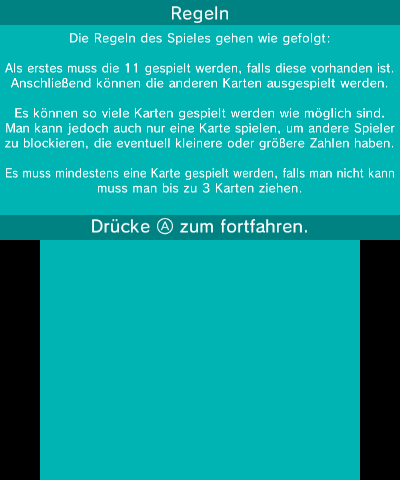 Regeln
Die Regeln des Spieles gehen wie gefolgt:
Als erstes muss die 11 gespielt werden, falls diese vorhanden ist.
Anschließend können die anderen Karten ausgespielt werden.
Es können so viele Karten gespielt werden wie möglich sind.
Man kann jedoch auch nur eine Karte spielen, um andere Spieler
zu blockieren, die eventuell kleinere oder größere Zahlen haben.
Es muss mindestens eine Karte gespielt werden, falls man nicht kann
muss man bis zu 3 Karten ziehen.
Drücke Ⓐ zum fortfahren.